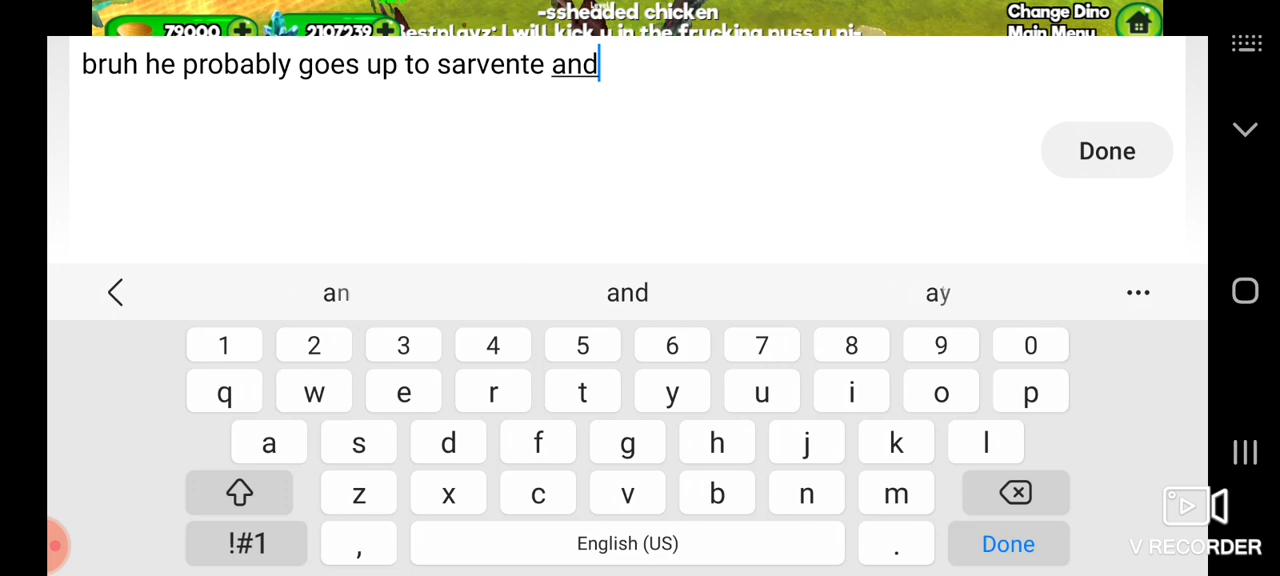 -ssheaded chicken
Change Dino
79000
2107239
estplayz: I will kick u in the frucking puss u pi-
Main Menu
bruh he probably goes up to sarvente and
Done
an and ay
1 2 3 4 5 6 7 8 9 0
q w e r t y u i o p
a s d f g h j k l
z x c v b n m
!#1 , English (US) . Done
V RECORDER